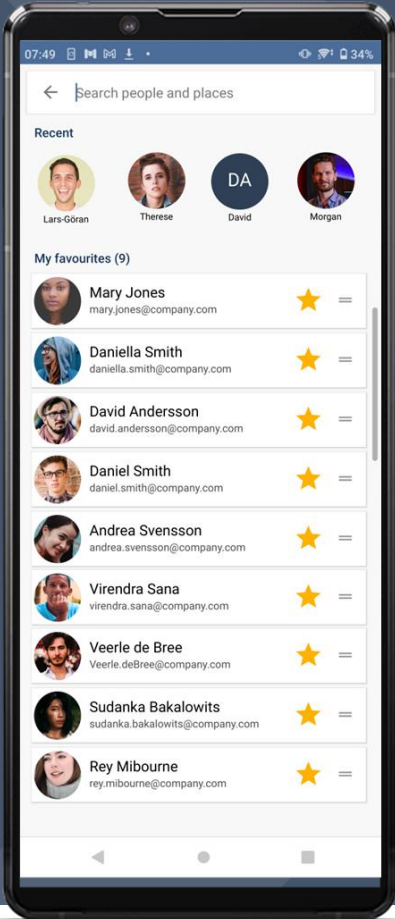 07:49
34%
Search people and places
Recent
DA
Lars-Göran
Therese
David
Morgan
My favourites (9)
Mary Jones
mary.jones@company.com
Daniella Smith
daniella.smith@company.com
David Andersson
david.andersson@company.com
Daniel Smith
daniel.smith@company.com
Andrea Svensson
andrea.svensson@company.com
Virendra Sana
virendra.sana@company.com
Veerle de Bree
Veerle.deBree@company.com
Sudanka Bakalowits
sudanka.bakalowits@company.com
Rey Mibourne
rey.mibourne@company.com